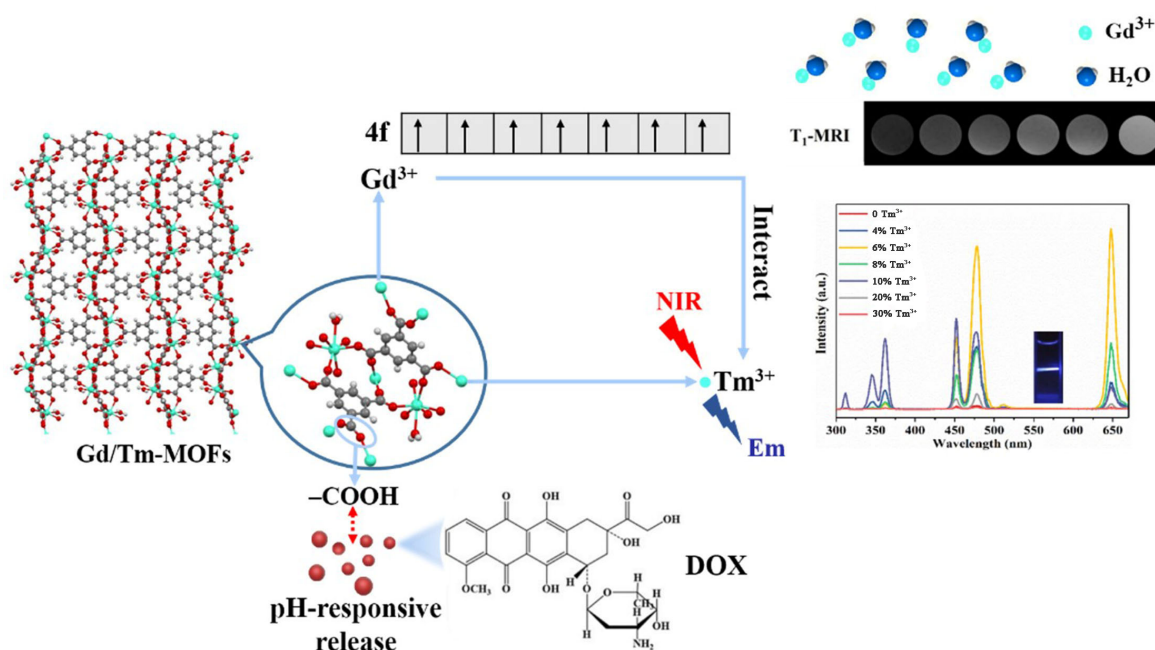 Gd³⁺
H₂O
T₁-MRI
4f
Gd³⁺
Interact
NIR
Tm³⁺
Em
Gd/Tm-MOFs
–COOH
pH-responsive
release
DOX
O
OH
O
OH
OH
OCH₃
O
OH
H
O
O
H
CH₃
H
OH
H
H
NH₂
0 Tm³⁺
4% Tm³⁺
6% Tm³⁺
8% Tm³⁺
10% Tm³⁺
20% Tm³⁺
30% Tm³⁺
Intensity (a.u.)
300 350 400 450 500 550 600 650
Wavelength (nm)